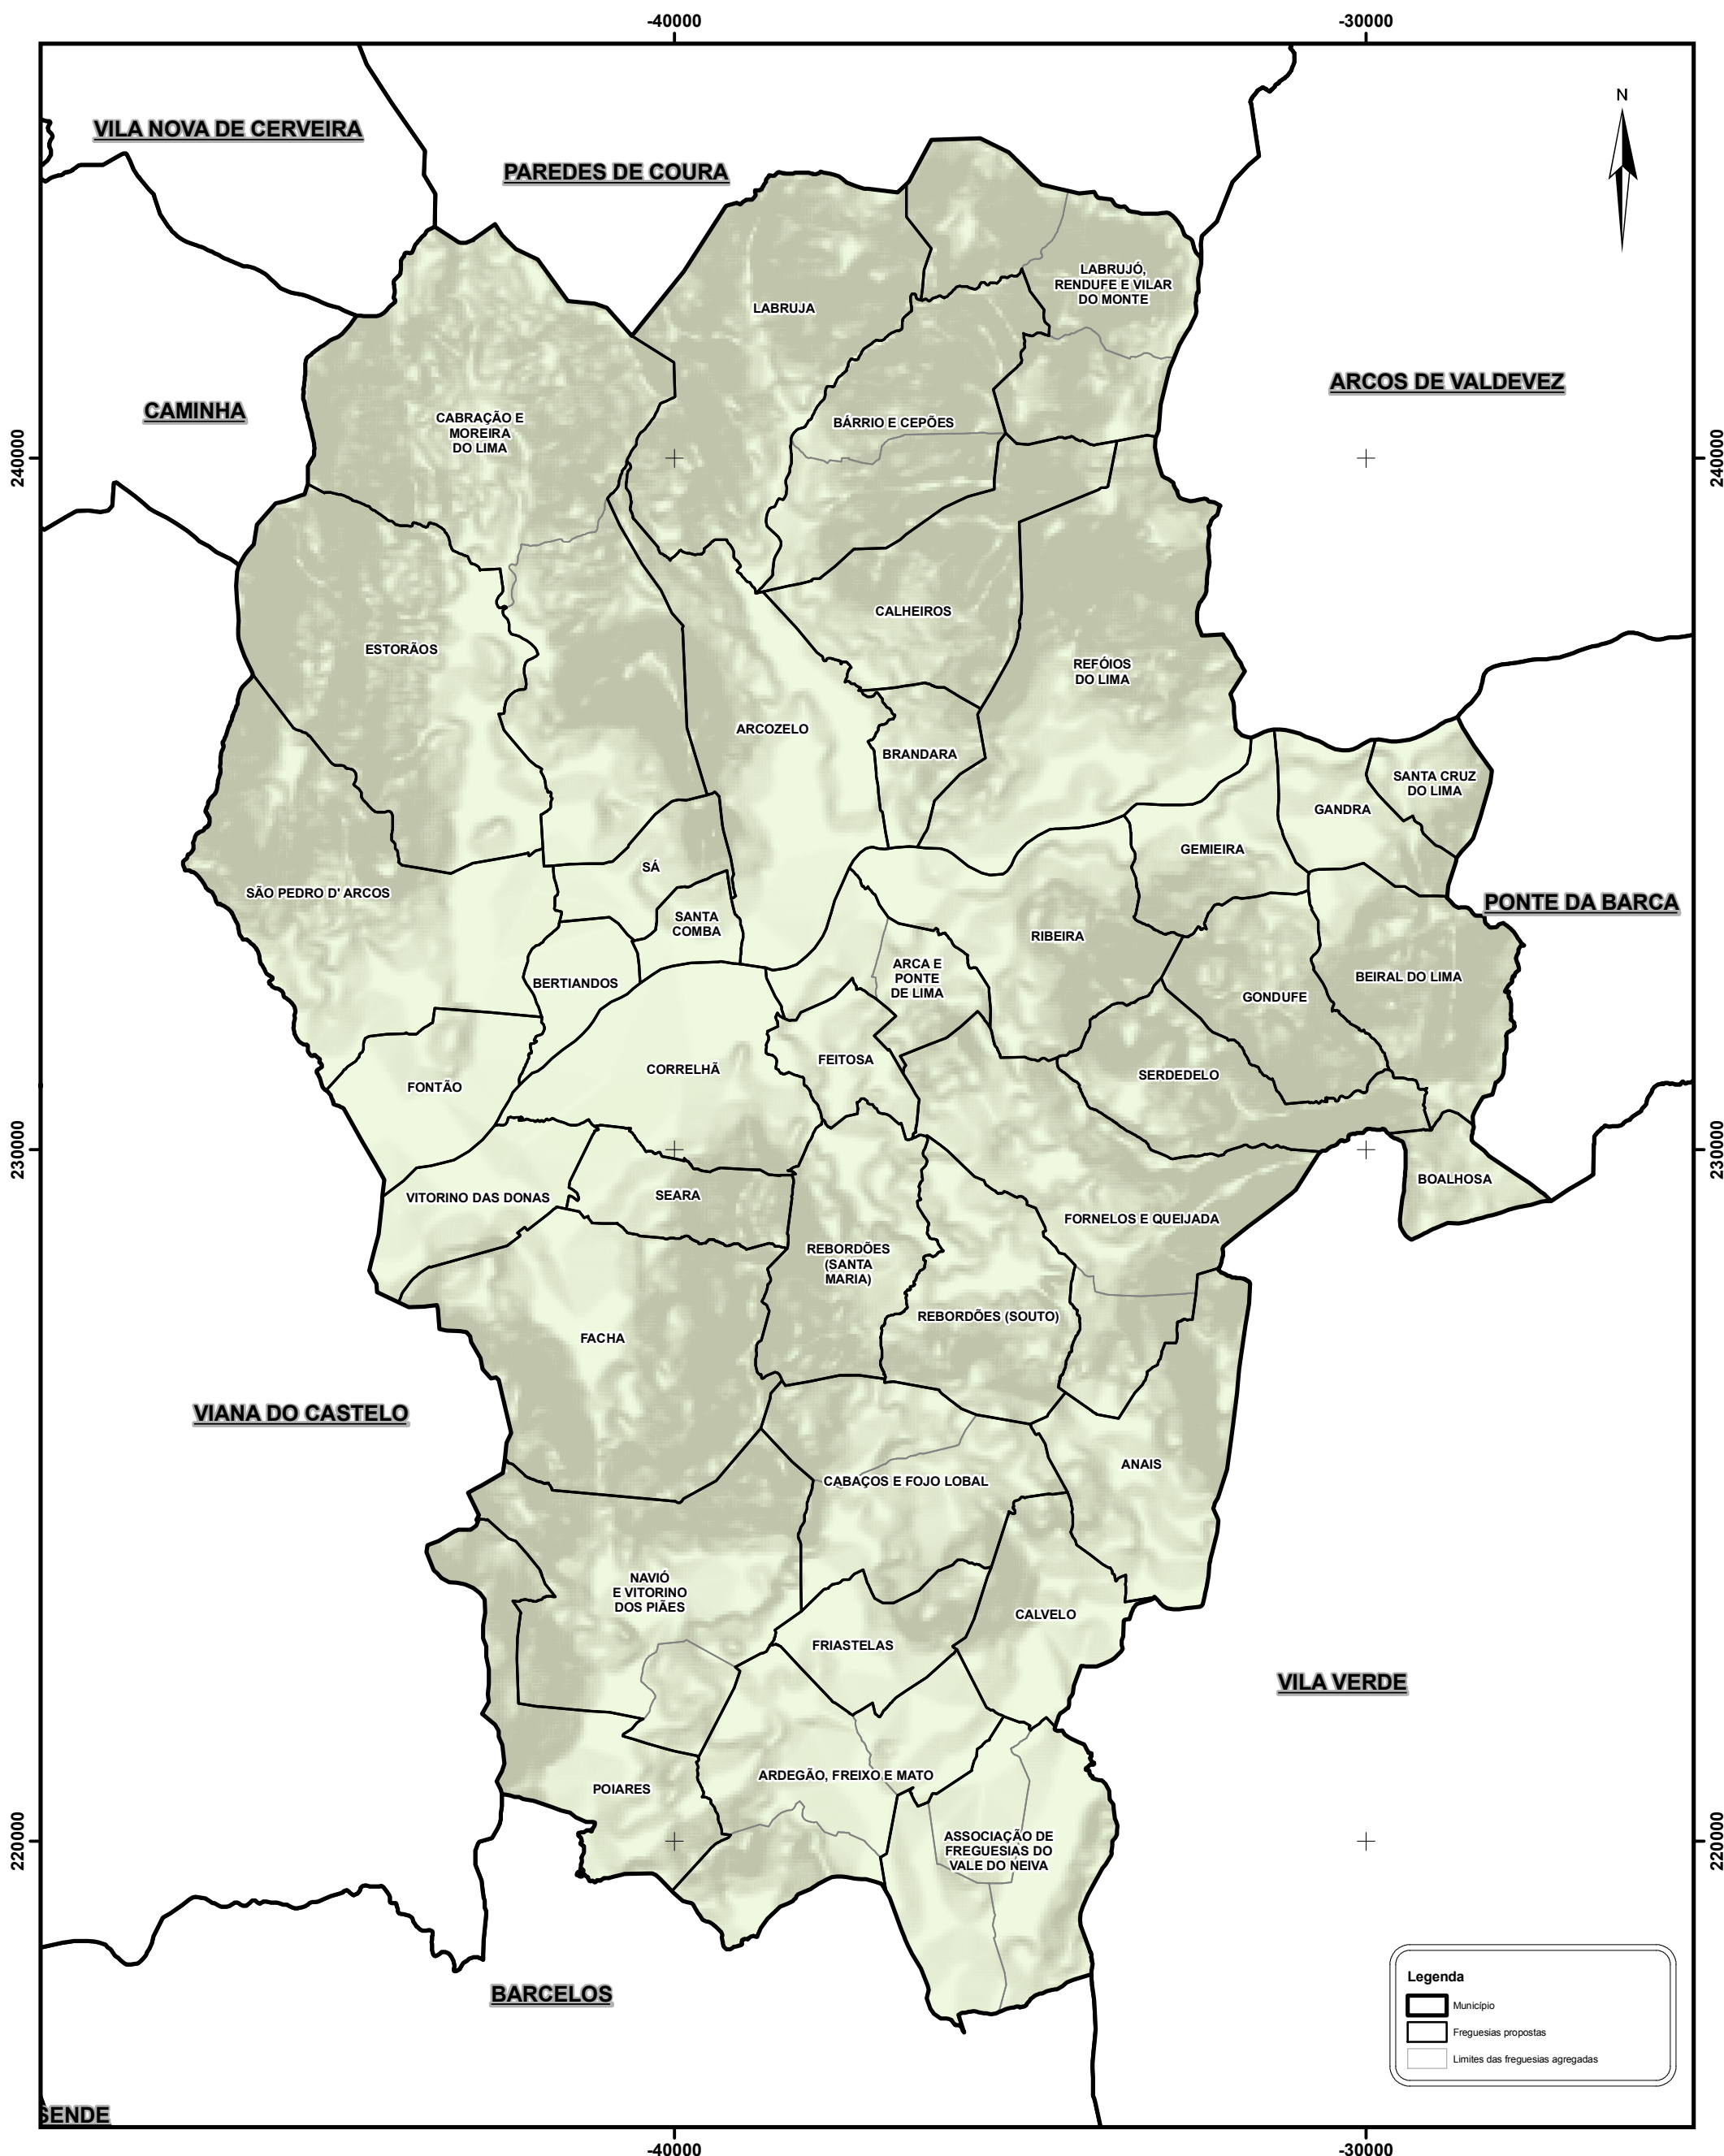 -40000
-30000
N
VILA NOVA DE CERVEIRA
PAREDES DE COURA
LABRUJÓ,
RENDUFE E VILAR
DO MONTE
LABRUJA
ARCOS DE VALDEVEZ
CAMINHA
CABRAÇÃO E
MOREIRA
DO LIMA
BÁRRIO E CEPÕES
240000
240000
CALHEIROS
ESTORÃOS
REFÓIOS
DO LIMA
ARCOZELO
BRANDARA
SANTA CRUZ
DO LIMA
GANDRA
GEMIEIRA
SÁ
SÃO PEDRO D' ARCOS
PONTE DA BARCA
SANTA
COMBA
RIBEIRA
ARCA E
PONTE
DE LIMA
BERTIANDOS
BEIRAL DO LIMA
GONDUFE
FEITOSA
CORRELHÃ
SERDEDELO
FONTÃO
230000
230000
BOALHOSA
VITORINO DAS DONAS
SEARA
FORNELOS E QUEIJADA
REBORDÕES
(SANTA
MARIA)
REBORDÕES (SOUTO)
FACHA
VIANA DO CASTELO
ANAIS
CABAÇOS E FOJO LOBAL
NAVIÓ
E VITORINO
DOS PIÃES
CALVELO
FRIASTELAS
VILA VERDE
ARDEGÃO, FREIXO E MATO
POIARES
220000
220000
ASSOCIAÇÃO DE
FREGUESIAS DO
VALE DO NEIVA
BARCELOS
Legenda
Município
Freguesias propostas
Limites das freguesias agregadas
SENDE
-40000
-30000